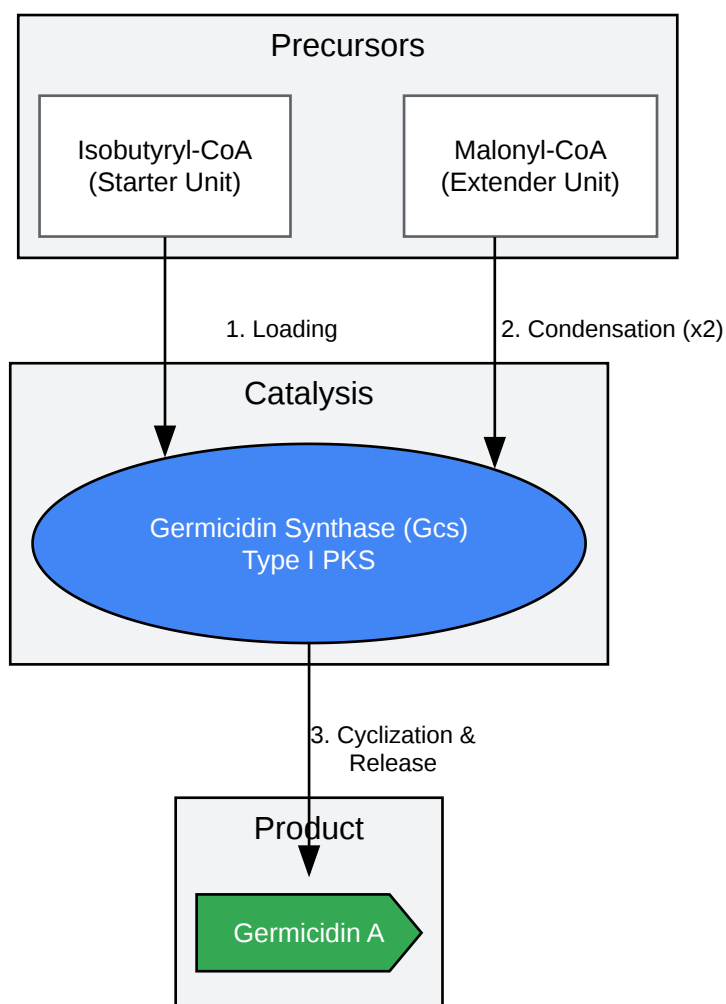 Precursors
Isobutyryl-CoA
(Starter Unit)
Malonyl-CoA
(Extender Unit)
1. Loading
2. Condensation (x2)
Catalysis
Germicidin Synthase (Gcs)
Type I PKS
3. Cyclization &
Release
Product
Germicidin A